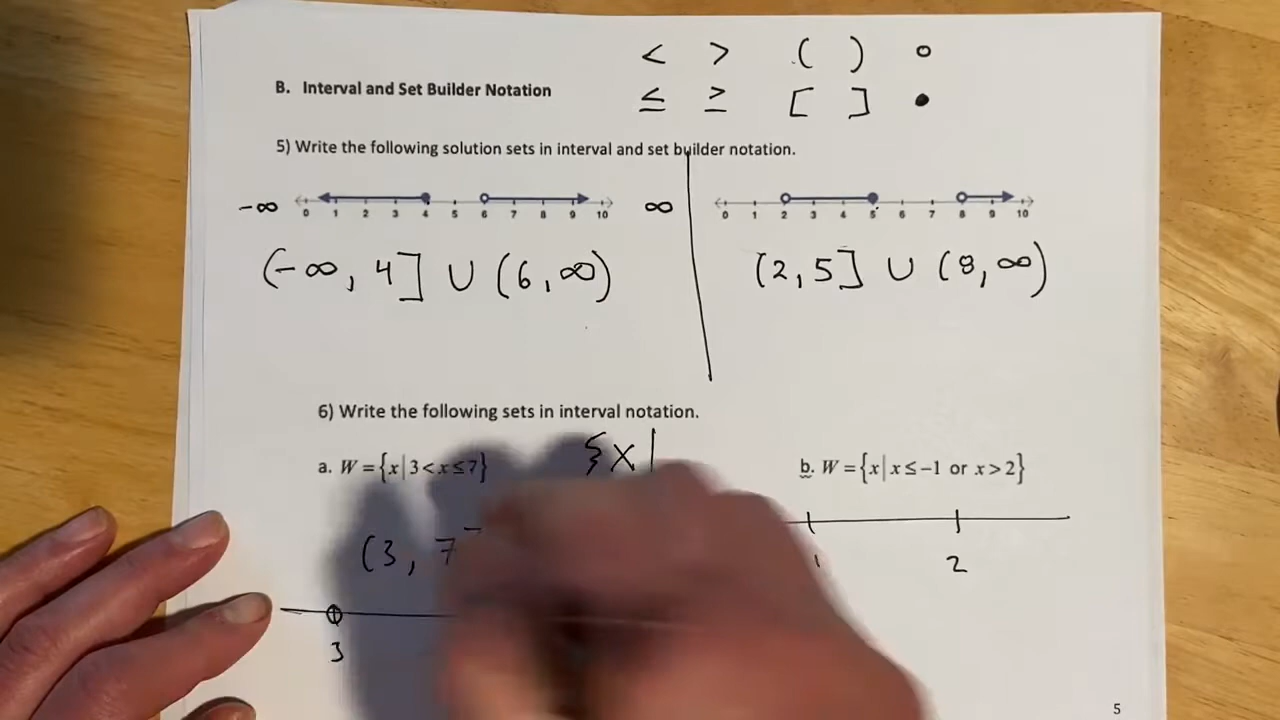 < > ( ) ○
B. Interval and Set Builder Notation
≤ ≥ [ ] ●
5) Write the following solution sets in interval and set builder notation.
-∞ 0 1 2 3 4 5 6 7 8 9 10 ∞
0 1 2 3 4 5 6 7 8 9 10
(-∞, 4] ∪ (6, ∞)
(2, 5] ∪ (8, ∞)
6) Write the following sets in interval notation.
a. W = {x | 3 < x ≤ 7}
{x |
b. W = {x | x ≤ -1 or x > 2}
(3, 7
3
2
5